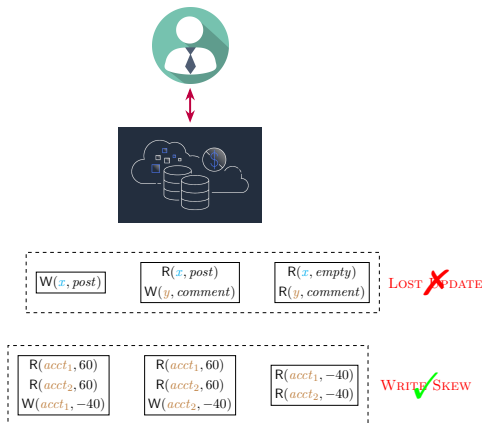 W(x, post)
R(x, post)
W(y, comment)
R(x, empty)
R(y, comment)
LOST UPDATE
R(acct₁, 60)
R(acct₂, 60)
W(acct₁, −40)
R(acct₁, 60)
R(acct₂, 60)
W(acct₂, −40)
R(acct₁, −40)
R(acct₂, −40)
WRITE SKEW